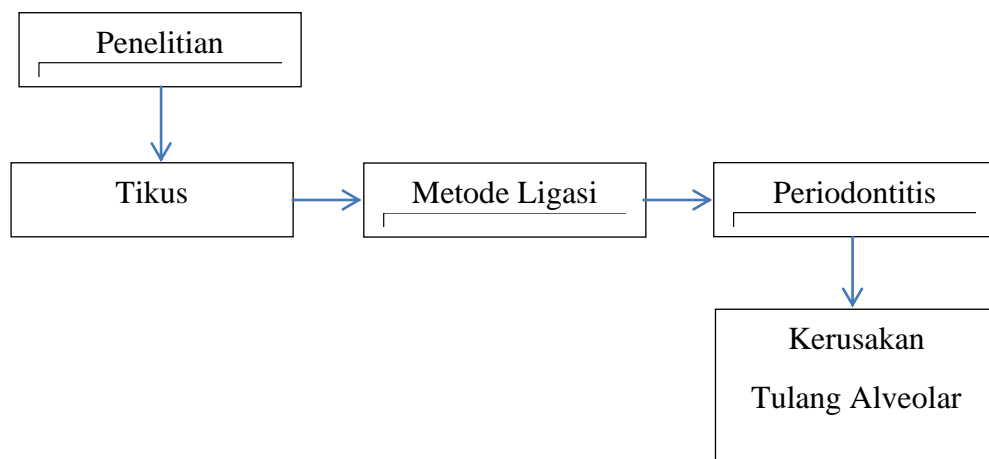 Penelitian
Tikus
Metode Ligasi
Periodontitis
Kerusakan
Tulang Alveolar